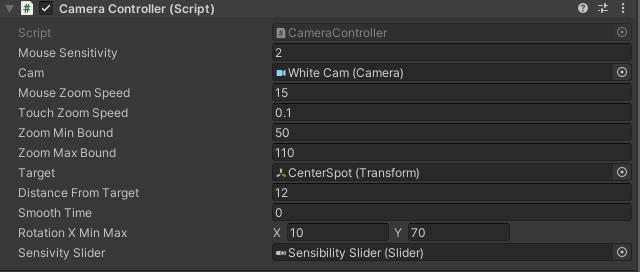 # Camera Controller (Script)
Script # CameraController
Mouse Sensitivity 2
Cam White Cam (Camera)
Mouse Zoom Speed 15
Touch Zoom Speed 0.1
Zoom Min Bound 50
Zoom Max Bound 110
Target CenterSpot (Transform)
Distance From Target 12
Smooth Time 0
Rotation X Min Max X 10 Y 70
Sensivity Slider Sensibility Slider (Slider)